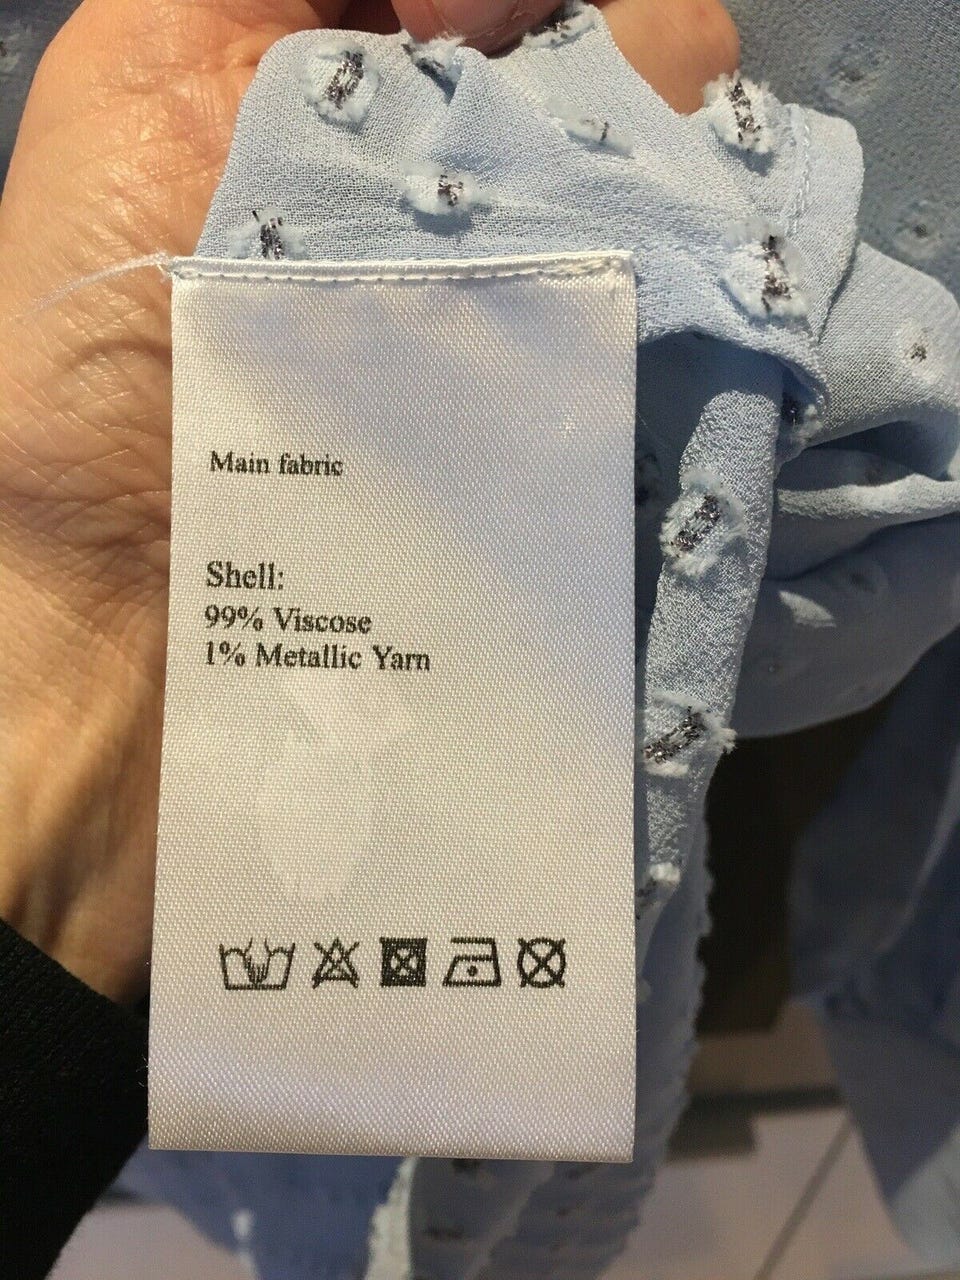 Main fabric
Shell:
99% Viscose
1% Metallic Yarn